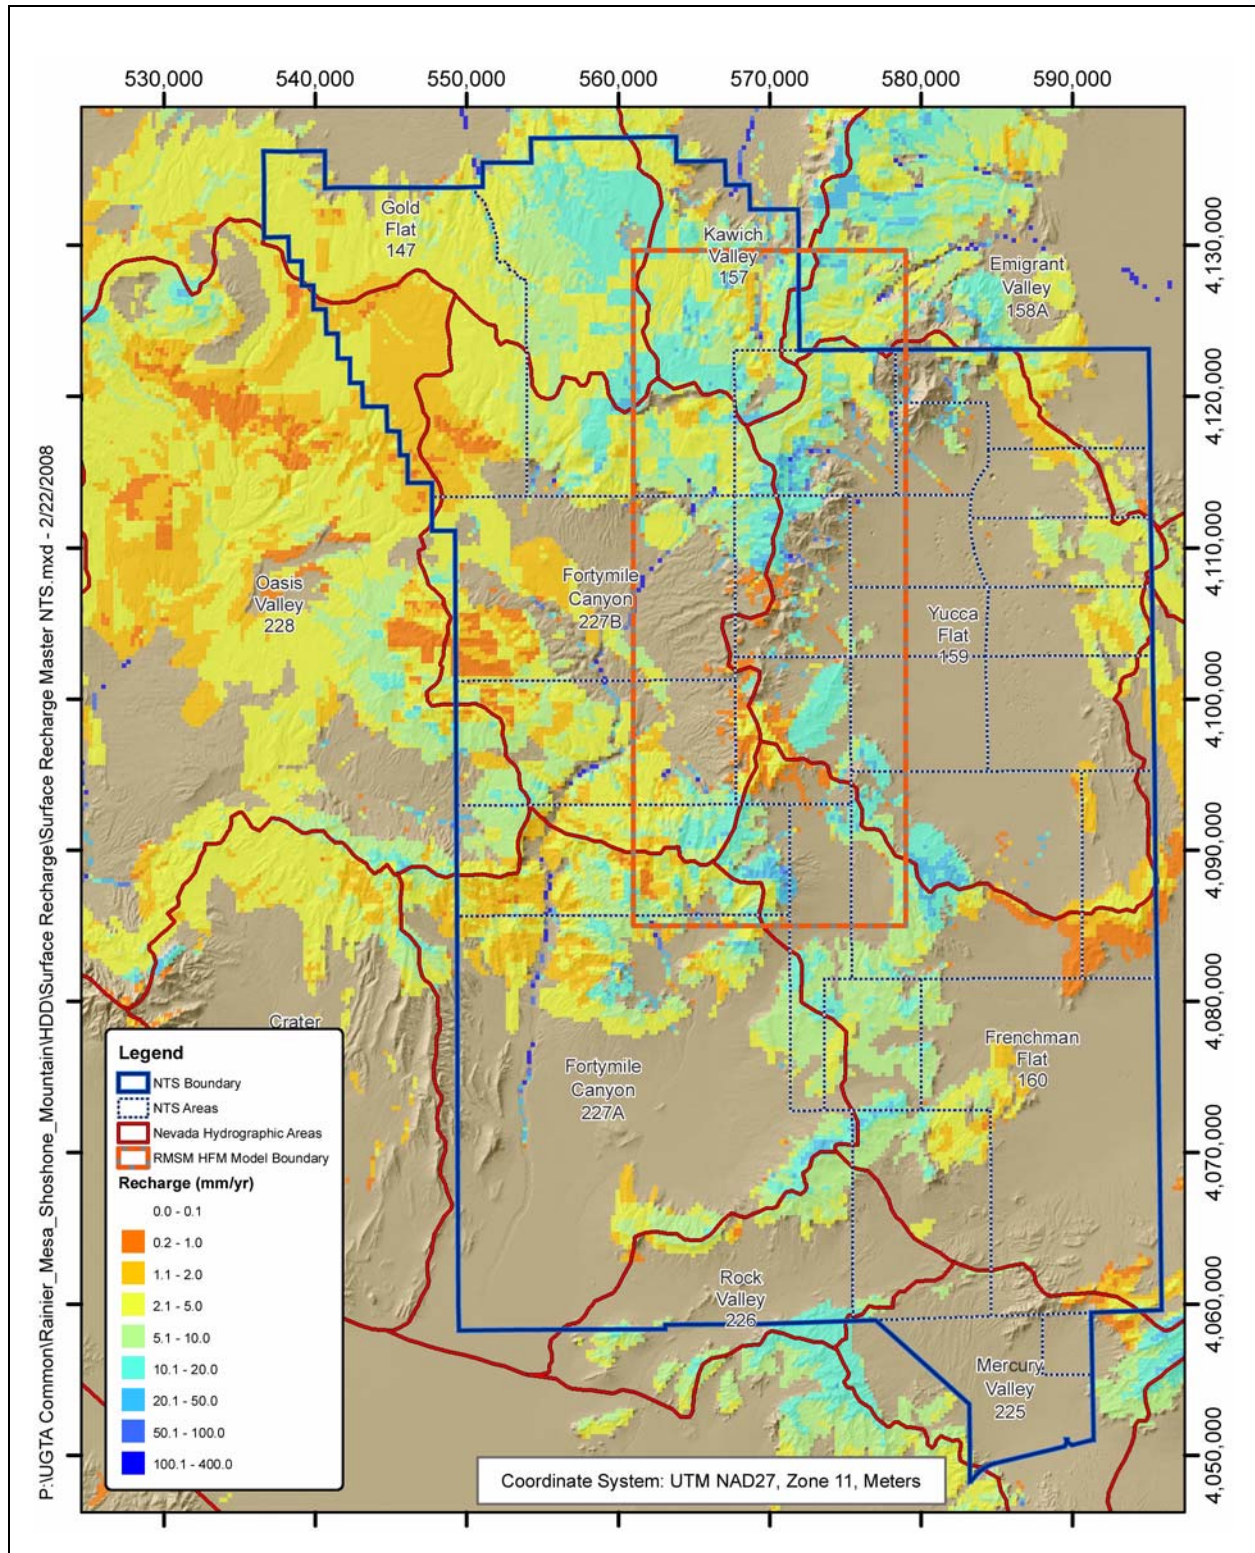 530,000
540,000
550,000
560,000
570,000
580,000
590,000
P:\UGTA Common\Rainier_Mesa_Shoshone_Mountain\HDD\Surface Recharge\Surface Recharge Master NTS.mxd - 2/22/2008
4,130,000
4,120,000
4,110,000
4,100,000
4,090,000
4,080,000
4,070,000
4,060,000
4,050,000
Gold
Flat
147
Kawich
Valley
157
Emigrant
Valley
158A
Oasis
Valley
228
Fortymile
Canyon
227B
Yucca
Flat
159
Crater
Fortymile
Canyon
227A
Frenchman
Flat
160
Rock
Valley
226
Mercury
Valley
225
Legend
NTS Boundary
NTS Areas
Nevada Hydrographic Areas
RMSM HFM Model Boundary
Recharge (mm/yr)
0.0 - 0.1
0.2 - 1.0
1.1 - 2.0
2.1 - 5.0
5.1 - 10.0
10.1 - 20.0
20.1 - 50.0
50.1 - 100.0
100.1 - 400.0
Coordinate System: UTM NAD27, Zone 11, Meters